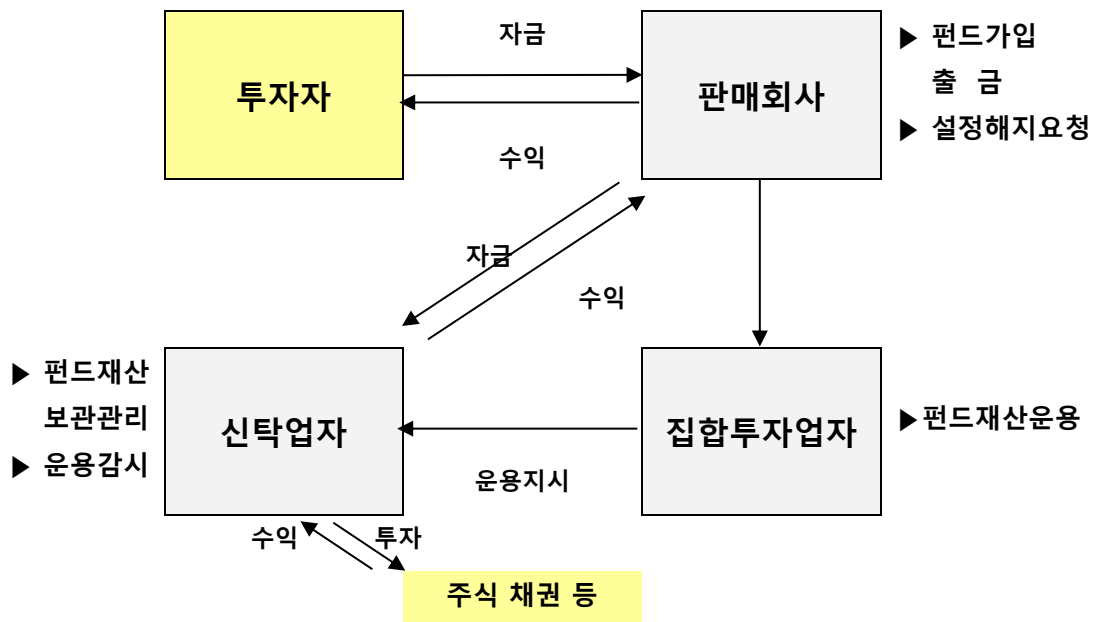 자금
투자자
판매회사
▶ 펀드가입
출 금
▶ 설정해지요청
수익
자금
수익
▶ 펀드재산
보관관리
▶ 운용감시
신탁업자
집합투자업자
▶펀드재산운용
운용지시
수익
투자
주식 채권 등